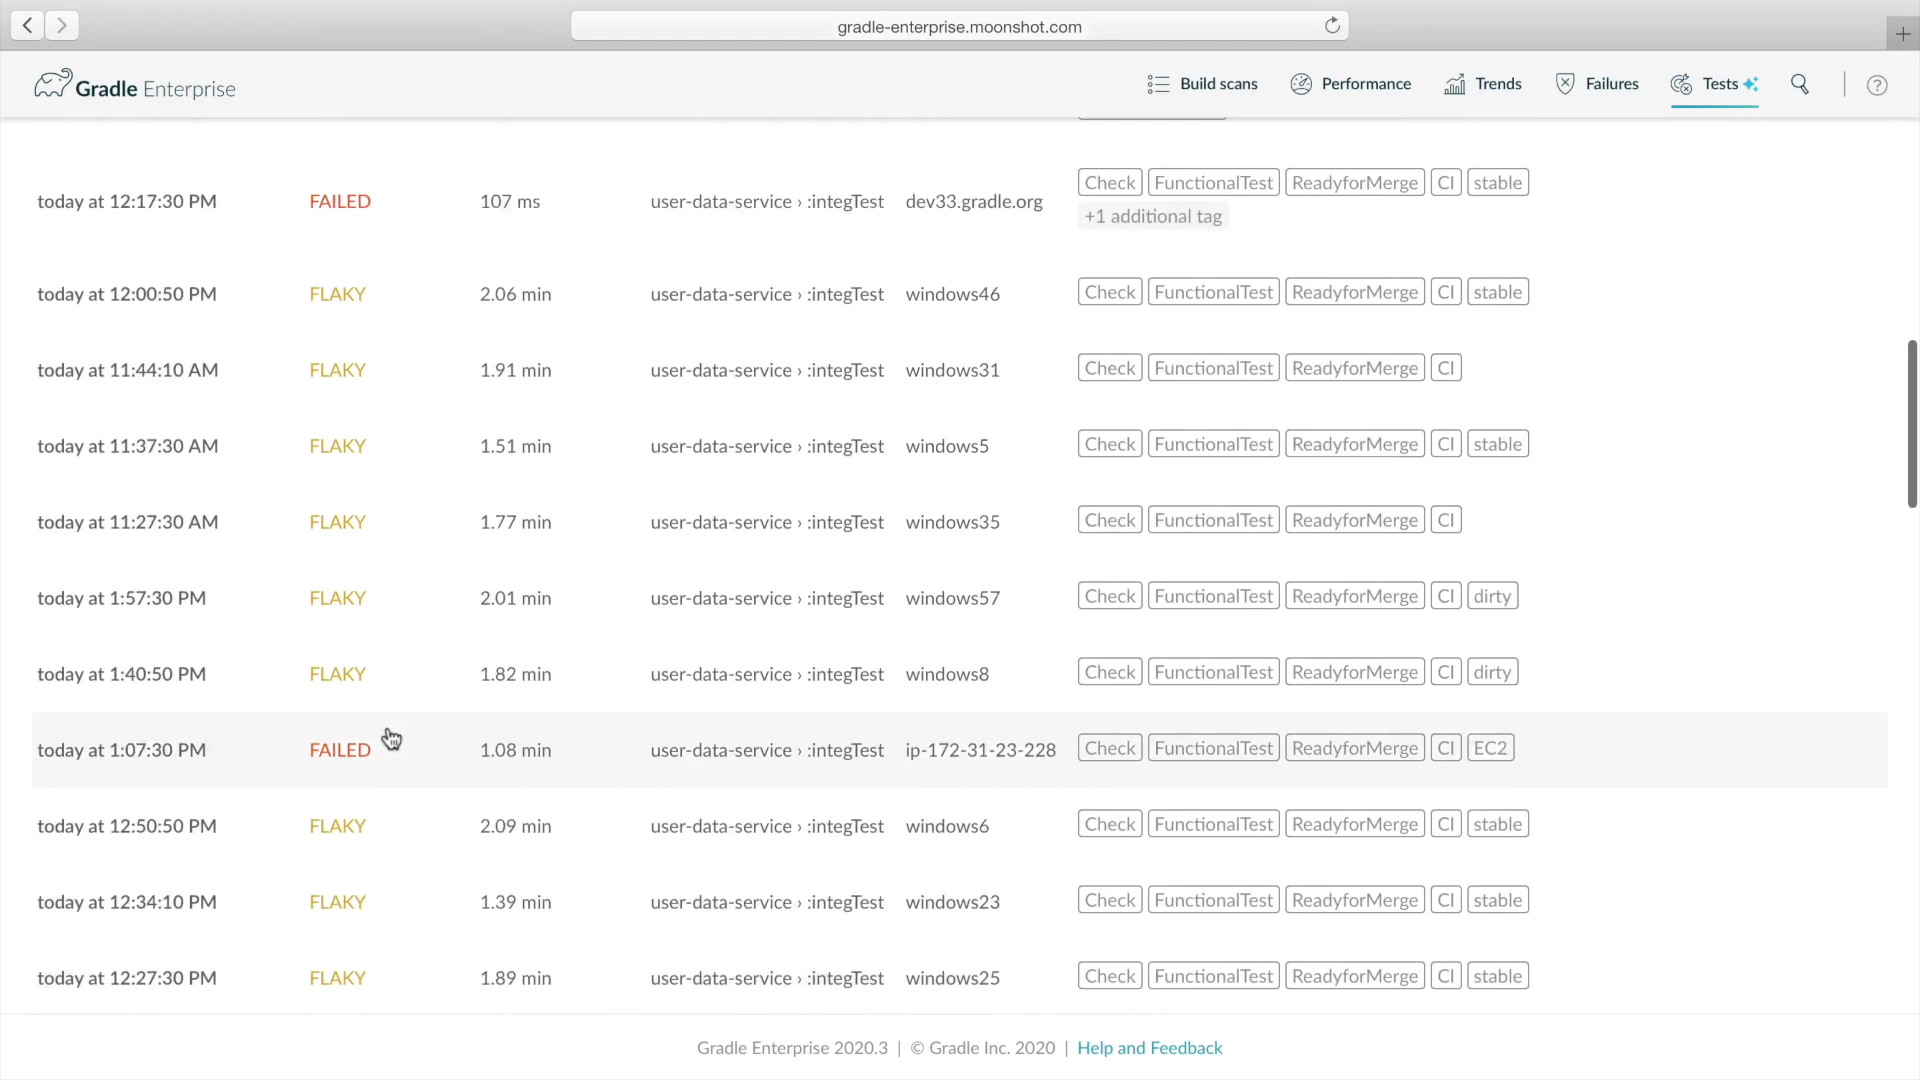 gradle-enterprise.moonshot.com
Gradle Enterprise
Build scans Performance Trends Failures Tests ?
today at 12:17:30 PM FAILED 107 ms user-data-service › :integTest dev33.gradle.org Check FunctionalTest ReadyforMerge CI stable
+1 additional tag
today at 12:00:50 PM FLAKY 2.06 min user-data-service › :integTest windows46 Check FunctionalTest ReadyforMerge CI stable
today at 11:44:10 AM FLAKY 1.91 min user-data-service › :integTest windows31 Check FunctionalTest ReadyforMerge CI
today at 11:37:30 AM FLAKY 1.51 min user-data-service › :integTest windows5 Check FunctionalTest ReadyforMerge CI stable
today at 11:27:30 AM FLAKY 1.77 min user-data-service › :integTest windows35 Check FunctionalTest ReadyforMerge CI
today at 1:57:30 PM FLAKY 2.01 min user-data-service › :integTest windows57 Check FunctionalTest ReadyforMerge CI dirty
today at 1:40:50 PM FLAKY 1.82 min user-data-service › :integTest windows8 Check FunctionalTest ReadyforMerge CI dirty
today at 1:07:30 PM FAILED 1.08 min user-data-service › :integTest ip-172-31-23-228 Check FunctionalTest ReadyforMerge CI EC2
today at 12:50:50 PM FLAKY 2.09 min user-data-service › :integTest windows6 Check FunctionalTest ReadyforMerge CI stable
today at 12:34:10 PM FLAKY 1.39 min user-data-service › :integTest windows23 Check FunctionalTest ReadyforMerge CI stable
today at 12:27:30 PM FLAKY 1.89 min user-data-service › :integTest windows25 Check FunctionalTest ReadyforMerge CI stable
Gradle Enterprise 2020.3 | © Gradle Inc. 2020 | Help and Feedback